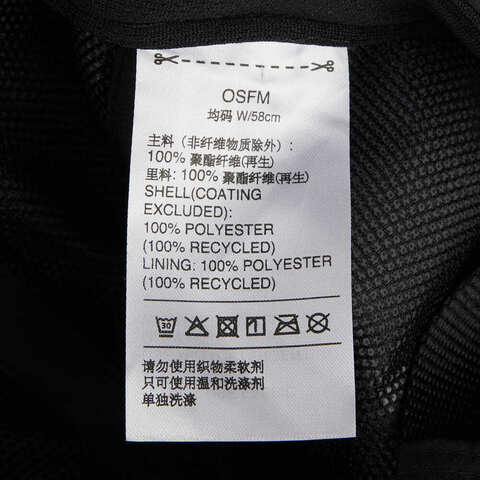 OSFM
均码 W/58cm
主料（非纤维物质除外）:
100% 聚酯纤维(再生)
里料: 100% 聚酯纤维(再生)
SHELL(COATING
EXCLUDED):
100% POLYESTER
(100% RECYCLED)
LINING: 100% POLYESTER
(100% RECYCLED)
30
请勿使用织物柔软剂
只可使用温和洗涤剂
单独洗涤